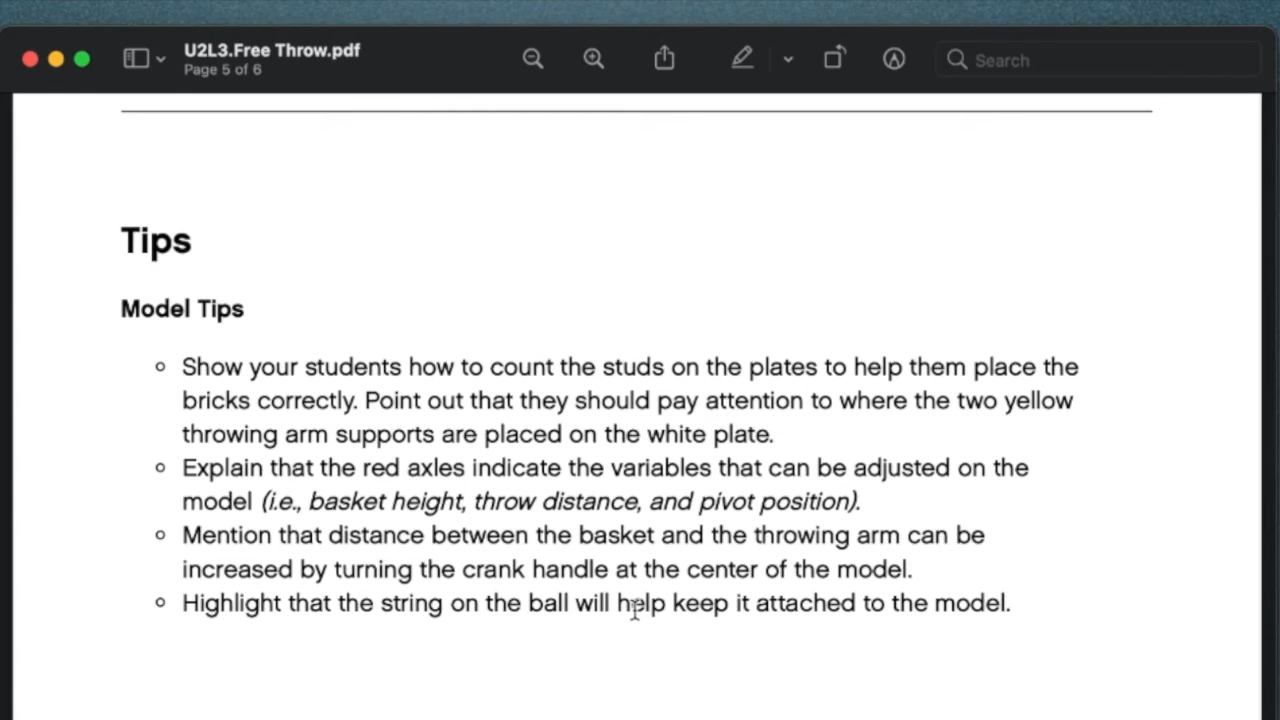 U2L3.Free Throw.pdf
Page 5 of 6
Search
Tips
Model Tips
Show your students how to count the studs on the plates to help them place the
bricks correctly. Point out that they should pay attention to where the two yellow
throwing arm supports are placed on the white plate.
Explain that the red axles indicate the variables that can be adjusted on the
model (i.e., basket height, throw distance, and pivot position).
Mention that distance between the basket and the throwing arm can be
increased by turning the crank handle at the center of the model.
Highlight that the string on the ball will help keep it attached to the model.